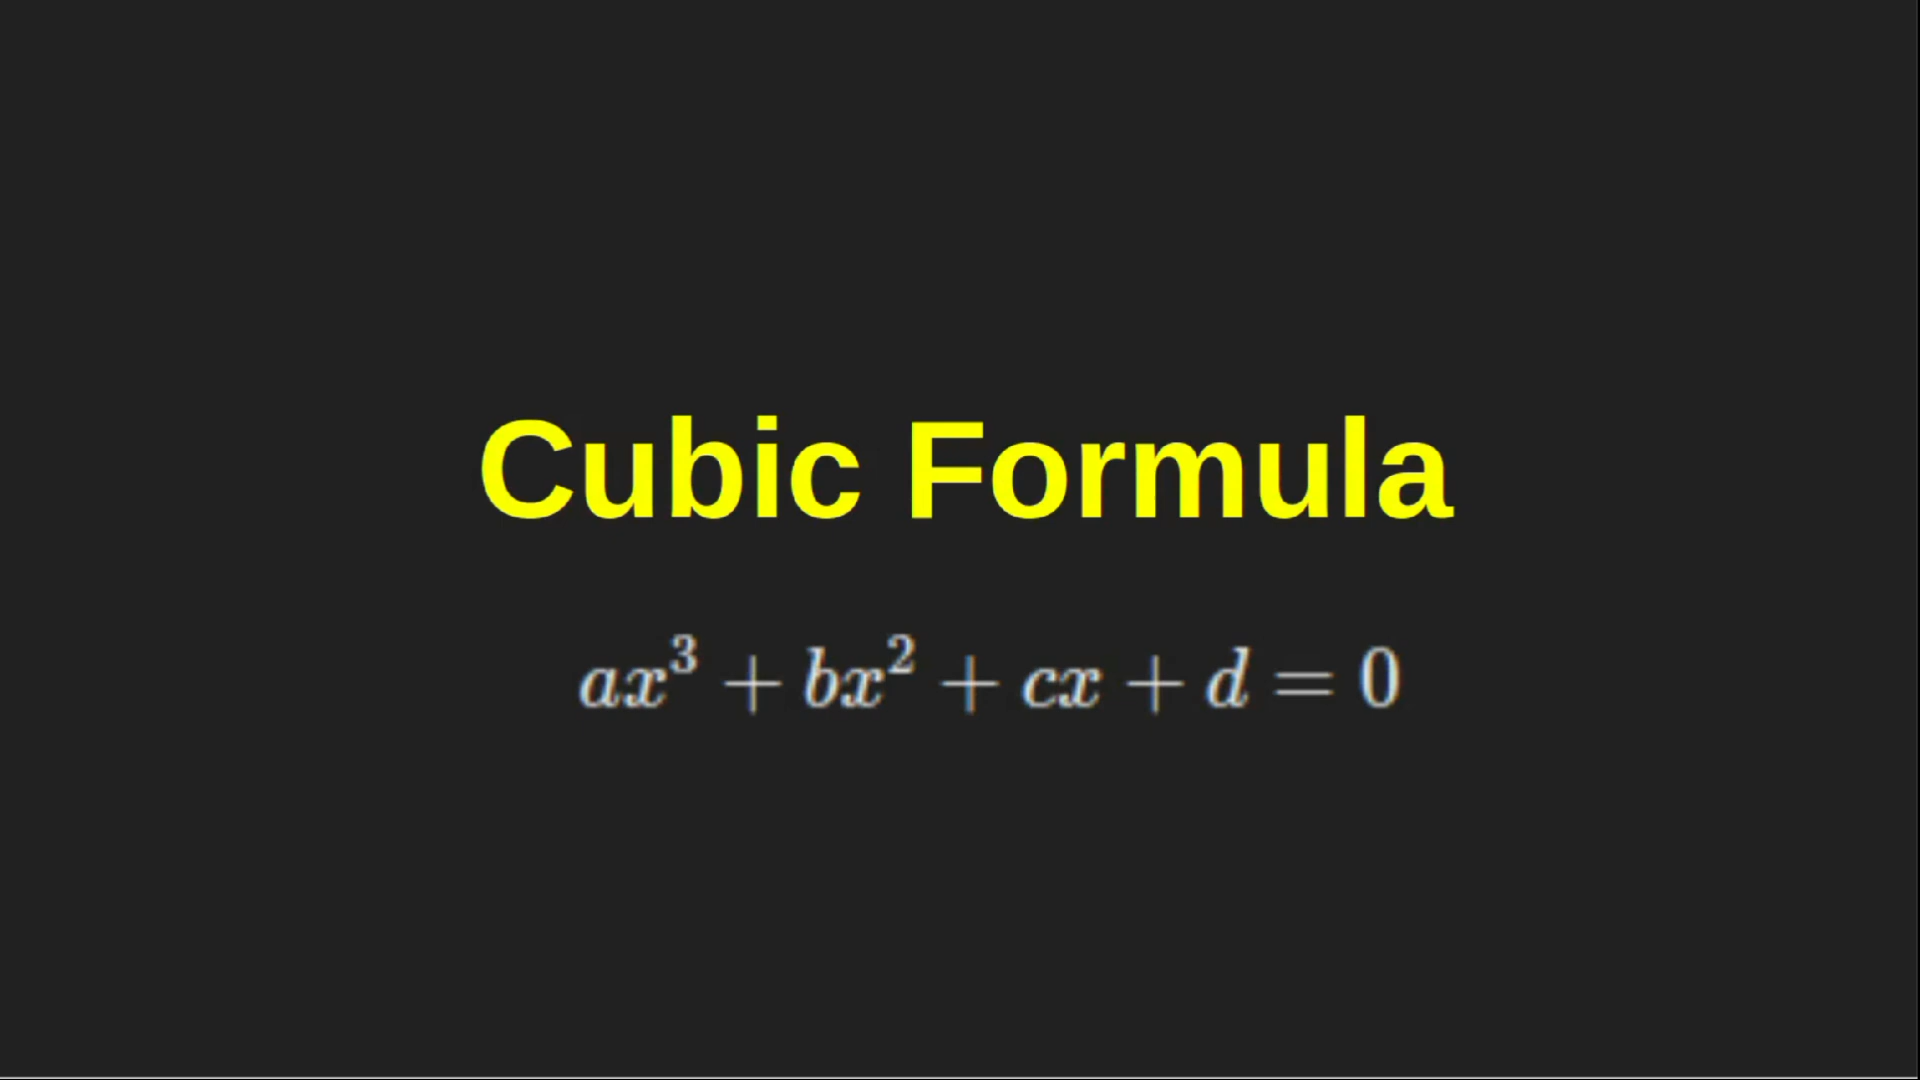 Cubic Formula
ax³ + bx² + cx + d = 0